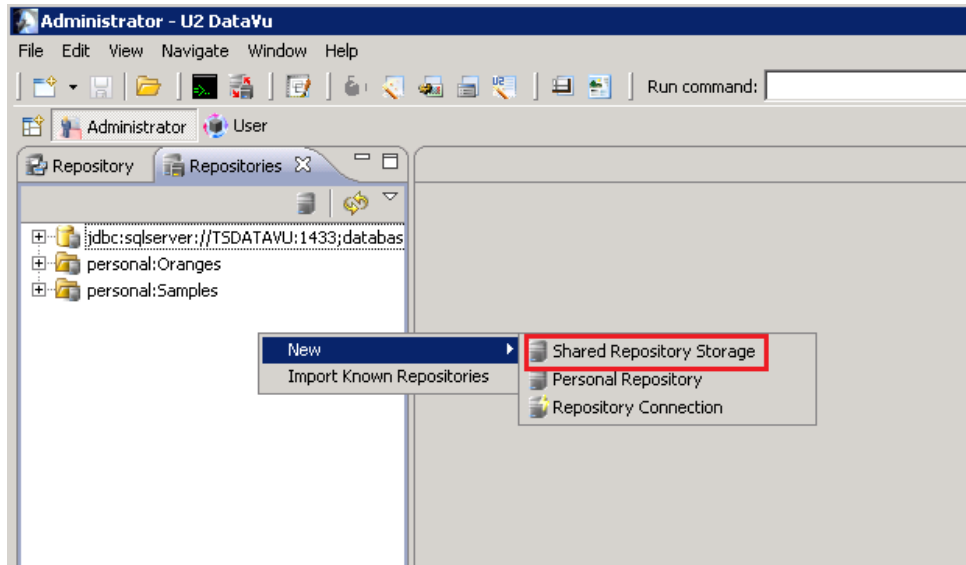 Administrator - U2 DataVu
File Edit View Navigate Window Help
Run command:
Administrator User
Repository Repositories
jdbc:sqlserver://TSDATAVU:1433;databas
personal:Oranges
personal:Samples
New Shared Repository Storage
Import Known Repositories Personal Repository
Repository Connection